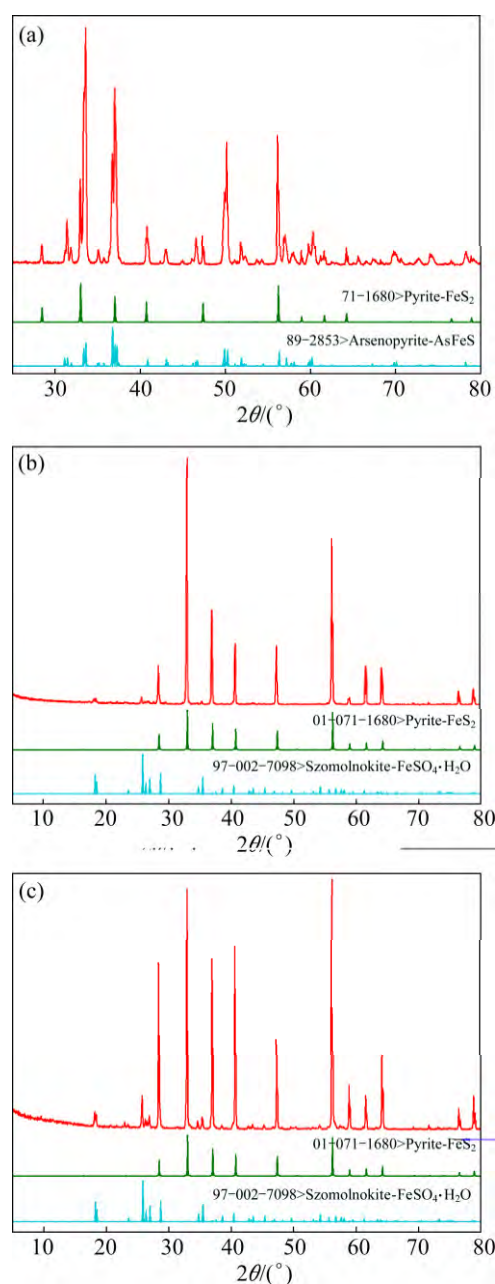 (a)
71-1680>Pyrite-FeS₂
89-2853>Arsenopyrite-AsFeS
30 40 50 60 70 80
2θ/(°)
(b)
01-071-1680>Pyrite-FeS₂
97-002-7098>Szomolnokite-FeSO₄·H₂O
10 20 30 40 50 60 70 80
2θ/(°)
(c)
01-071-1680>Pyrite-FeS₂
97-002-7098>Szomolnokite-FeSO₄·H₂O
10 20 30 40 50 60 70 80
2θ/(°)